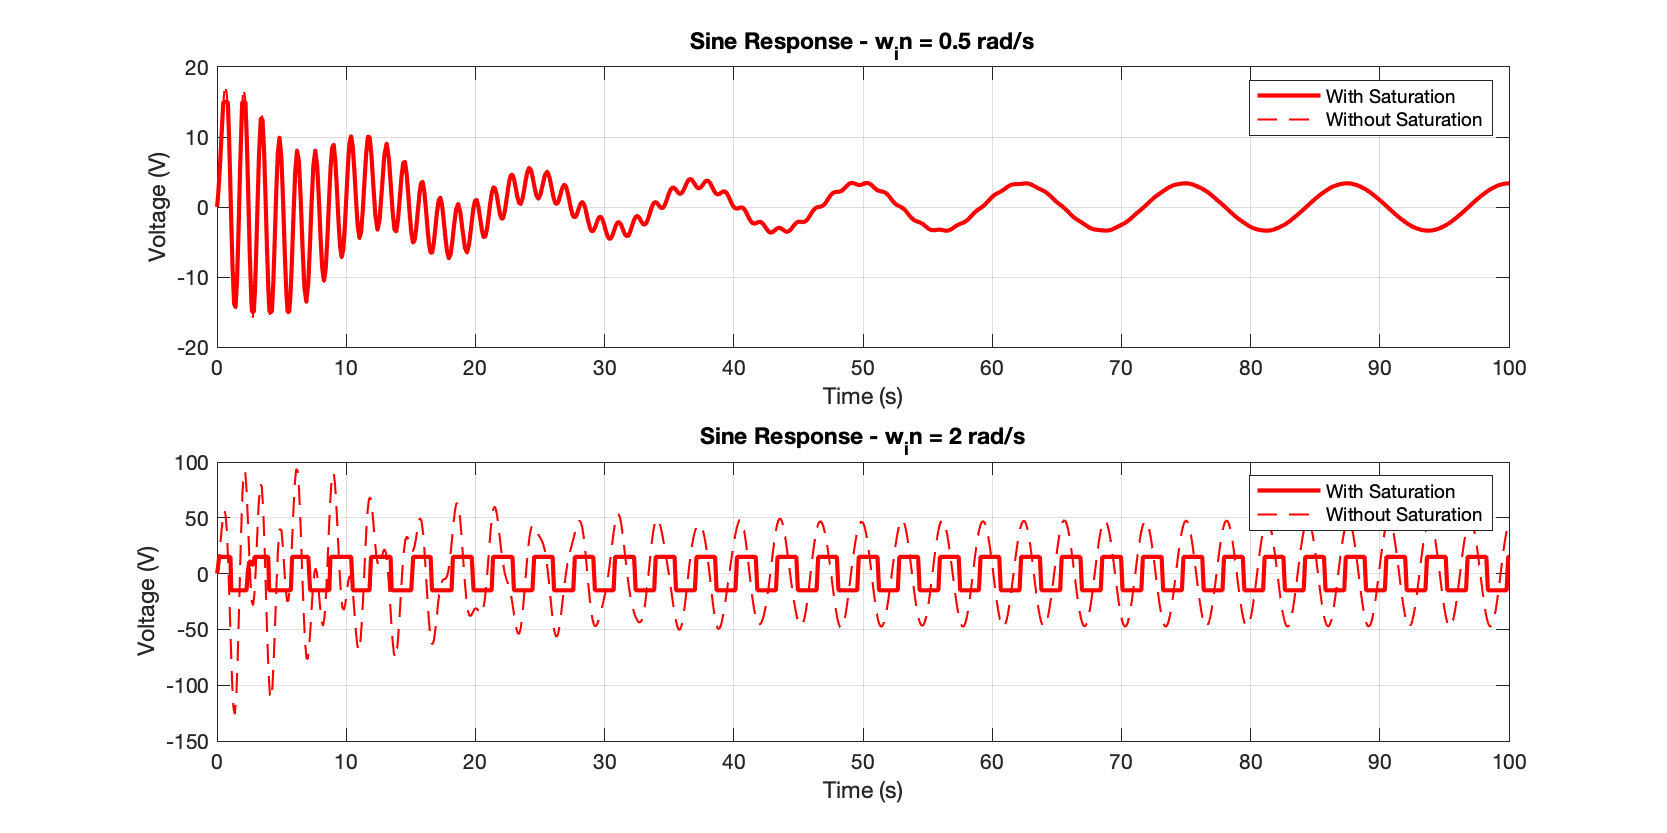 Sine Response - wᵢn = 0.5 rad/s
20
10
0
-10
-20
Voltage (V)
With Saturation
Without Saturation
0 10 20 30 40 50 60 70 80 90 100
Time (s)
Sine Response - wᵢn = 2 rad/s
100
50
0
-50
-100
-150
Voltage (V)
With Saturation
Without Saturation
0 10 20 30 40 50 60 70 80 90 100
Time (s)